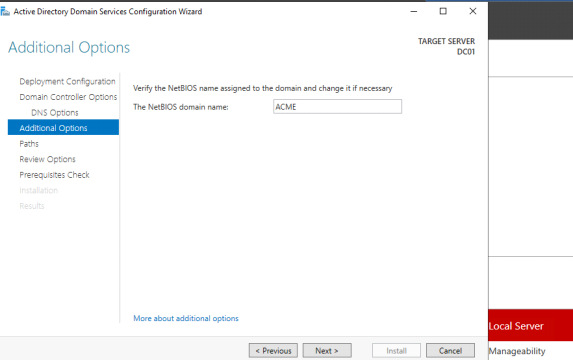 Active Directory Domain Services Configuration Wizard
Additional Options
TARGET SERVER
DC01
Deployment Configuration
Domain Controller Options
DNS Options
Additional Options
Paths
Review Options
Prerequisites Check
Installation
Results
Verify the NetBIOS name assigned to the domain and change it if necessary
The NetBIOS domain name: ACME
More about additional options
< Previous Next > Install Cancel
Local Server
Manageability